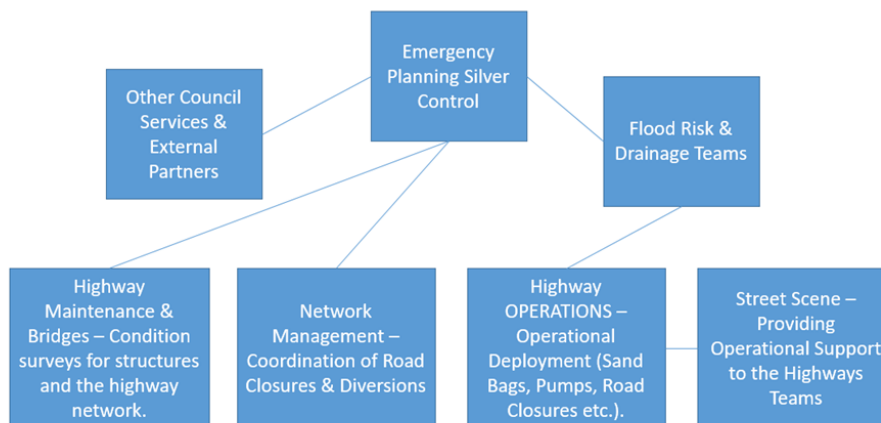 Emergency
Planning Silver
Control
Other Council
Services &
External
Partners
Flood Risk &
Drainage Teams
Highway
Maintenance &
Bridges – Condition
surveys for structures
and the highway
network.
Network
Management –
Coordination of Road
Closures & Diversions
Highway
OPERATIONS –
Operational
Deployment (Sand
Bags, Pumps, Road
Closures etc.).
Street Scene –
Providing
Operational Support
to the Highways
Teams